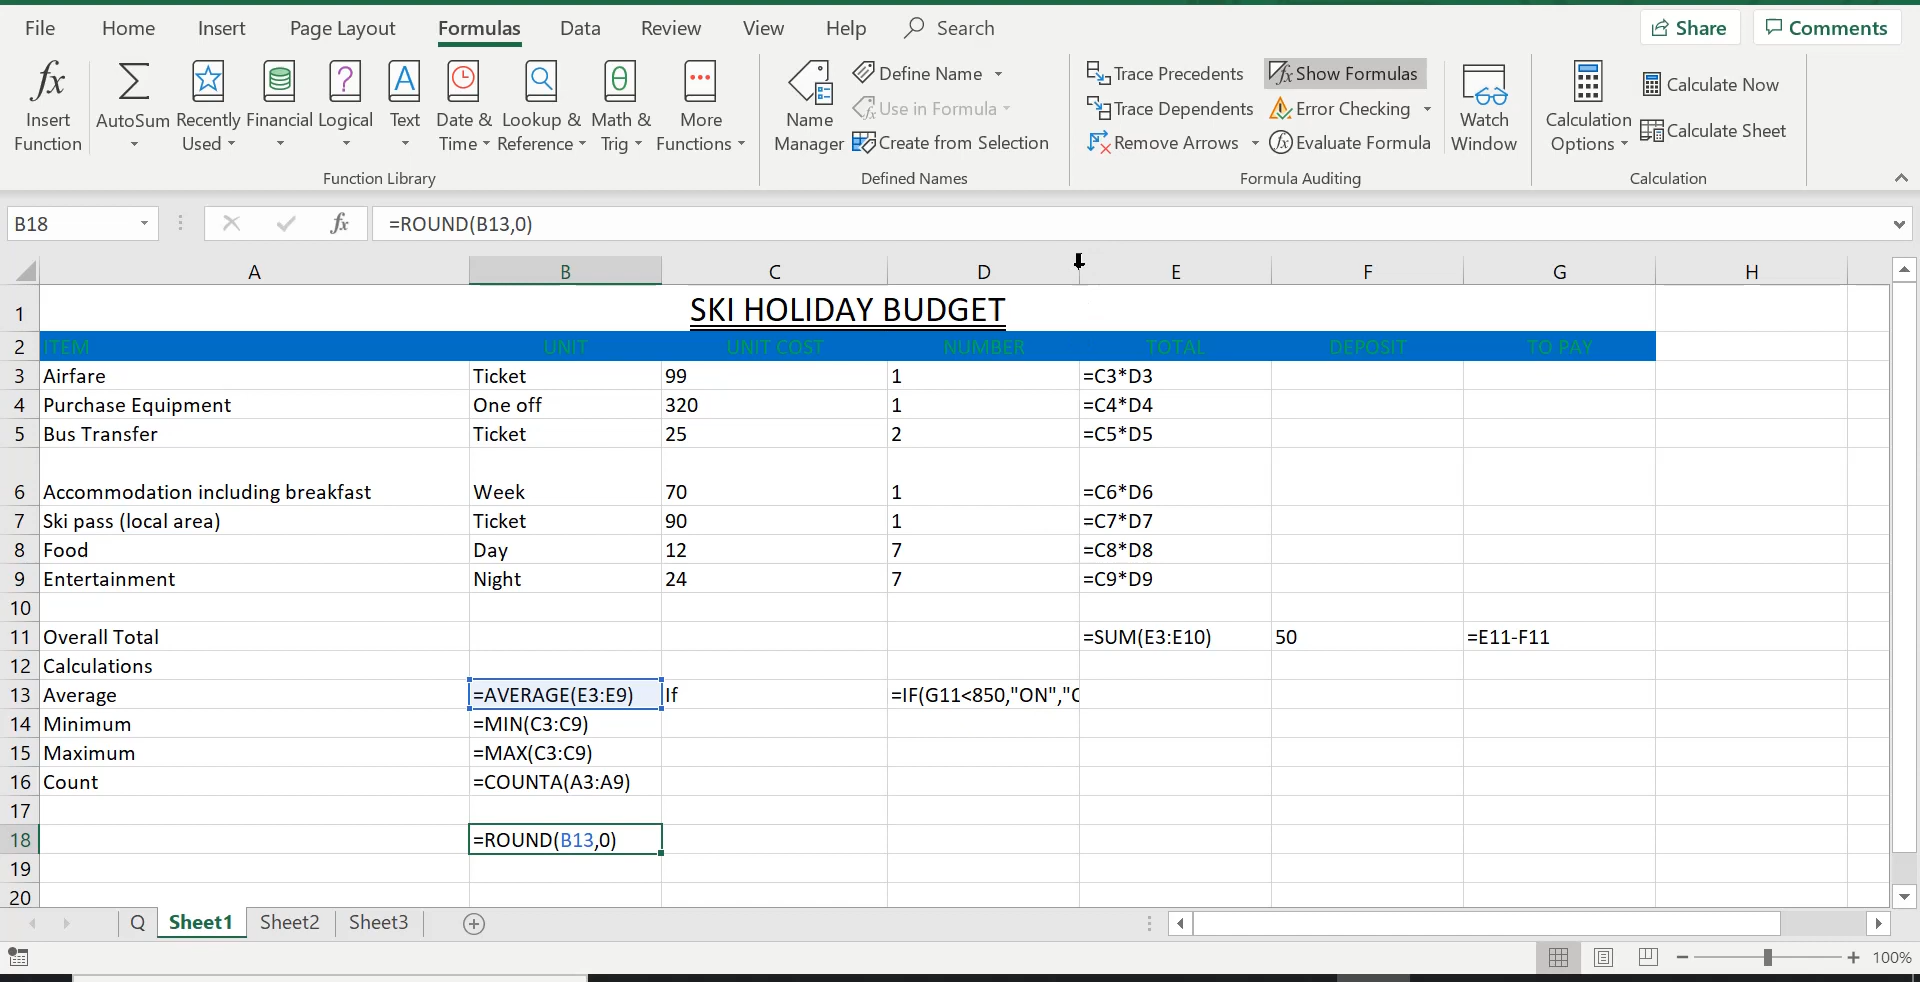 File Home Insert Page Layout Formulas Data Review View Help Search Share Comments
Insert Function AutoSum Recently Used Financial Logical Text Date & Time Lookup & Reference Math & Trig More Functions
Function Library
Name Manager Define Name Use in Formula Create from Selection
Defined Names
Trace Precedents Trace Dependents Remove Arrows Show Formulas Error Checking Evaluate Formula
Formula Auditing
Watch Window
Calculation Options Calculate Now Calculate Sheet
Calculation
B18 fx =ROUND(B13,0)
A B C D E F G H
1 SKI HOLIDAY BUDGET
2 ITEM UNIT UNIT COST NUMBER TOTAL DEPOSIT TO PAY
3 Airfare Ticket 99 1 =C3*D3
4 Purchase Equipment One off 320 1 =C4*D4
5 Bus Transfer Ticket 25 2 =C5*D5
6 Accommodation including breakfast Week 70 1 =C6*D6
7 Ski pass (local area) Ticket 90 1 =C7*D7
8 Food Day 12 7 =C8*D8
9 Entertainment Night 24 7 =C9*D9
10
11 Overall Total =SUM(E3:E10) 50 =E11-F11
12 Calculations
13 Average =AVERAGE(E3:E9) If =IF(G11<850,"ON","
14 Minimum =MIN(C3:C9)
15 Maximum =MAX(C3:C9)
16 Count =COUNTA(A3:A9)
17
18 =ROUND(B13,0)
19
20
Q Sheet1 Sheet2 Sheet3
100%